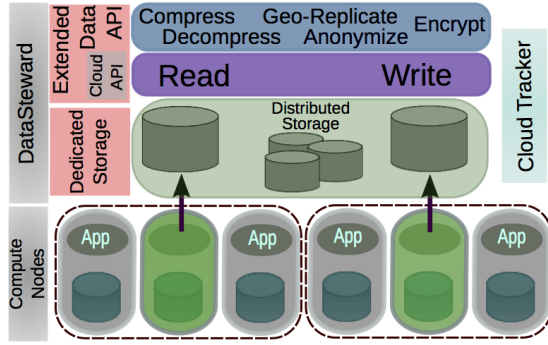 DataSteward
Extended
Data
API
Cloud
API
Compress Geo-Replicate Encrypt
Decompress Anonymize
Read Write
Dedicated
Storage
Distributed
Storage
Cloud Tracker
Compute
Nodes
App App App App